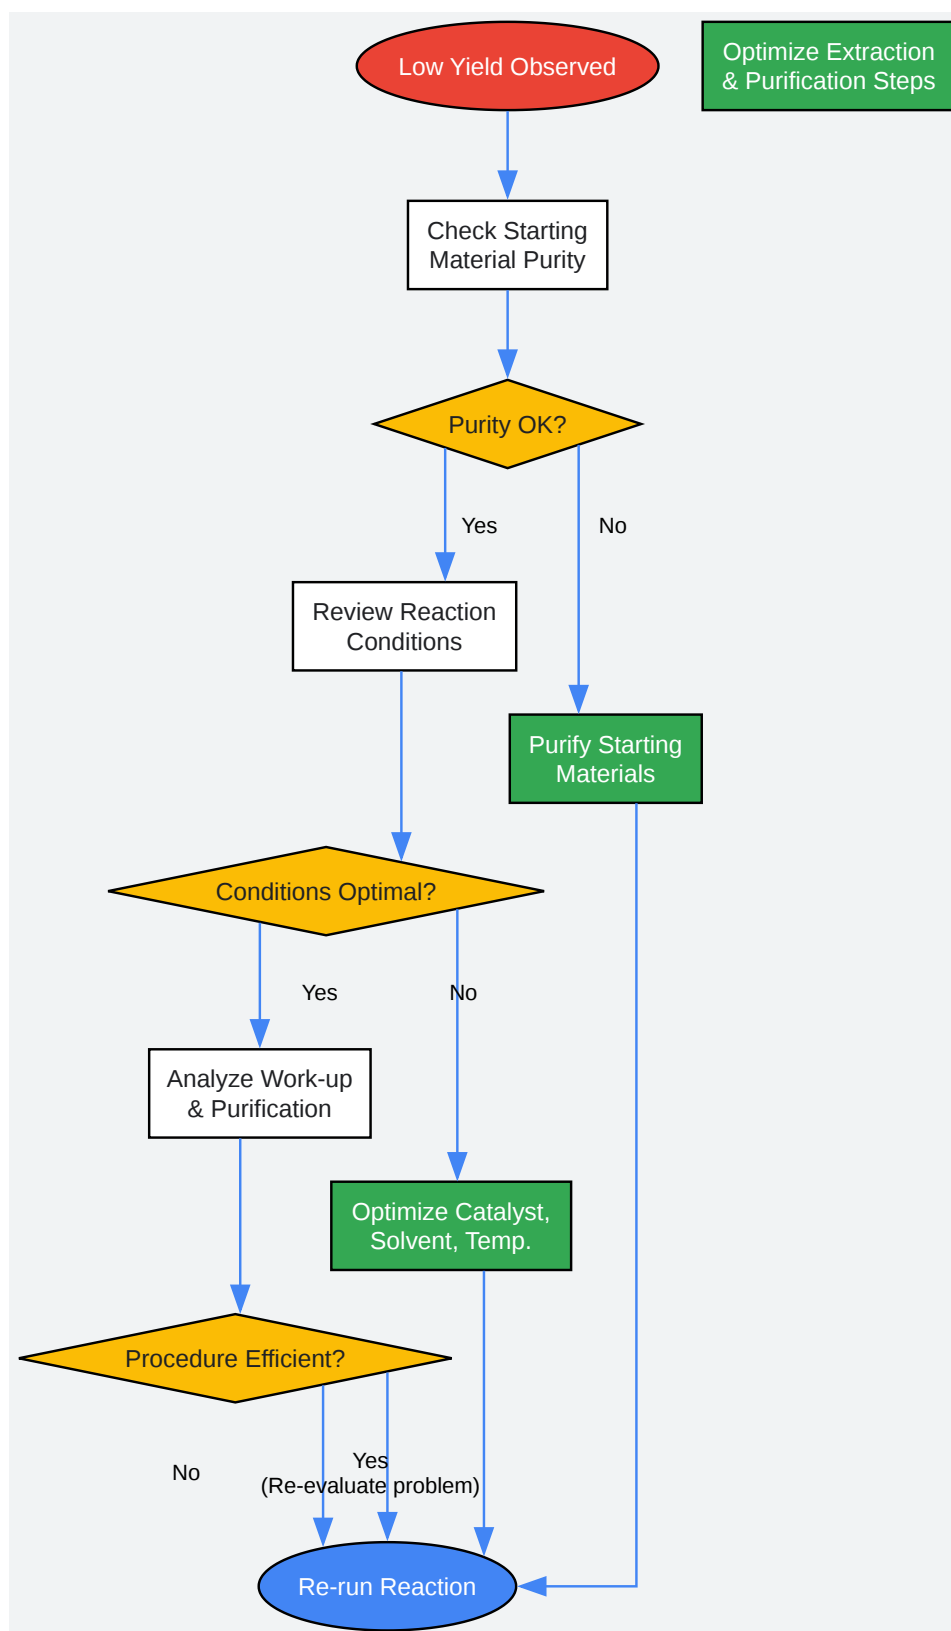 Low Yield Observed
Optimize Extraction
& Purification Steps
Check Starting
Material Purity
Purity OK?
Yes
No
Review Reaction
Conditions
Purify Starting
Materials
Conditions Optimal?
Yes
No
Analyze Work-up
& Purification
Optimize Catalyst,
Solvent, Temp.
Procedure Efficient?
No
Yes
(Re-evaluate problem)
Re-run Reaction